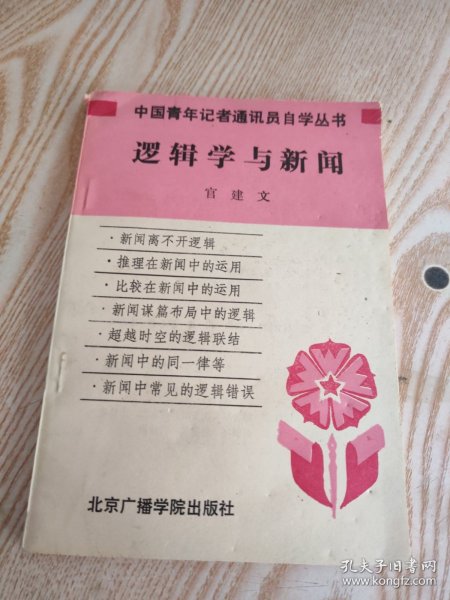 中国青年记者通讯员自学丛书
逻辑学与新闻
官建文
·新闻离不开逻辑
·推理在新闻中的运用
·比较在新闻中的运用
·新闻谋篇布局中的逻辑
·超越时空的逻辑联结
·新闻中的同一律等
·新闻中常见的逻辑错误
北京广播学院出版社
孔夫子旧书网
www.kongfz.com